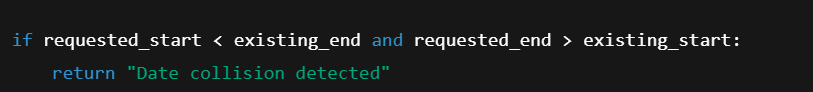 if requested_start < existing_end and requested_end > existing_start:
    return "Date collision detected"